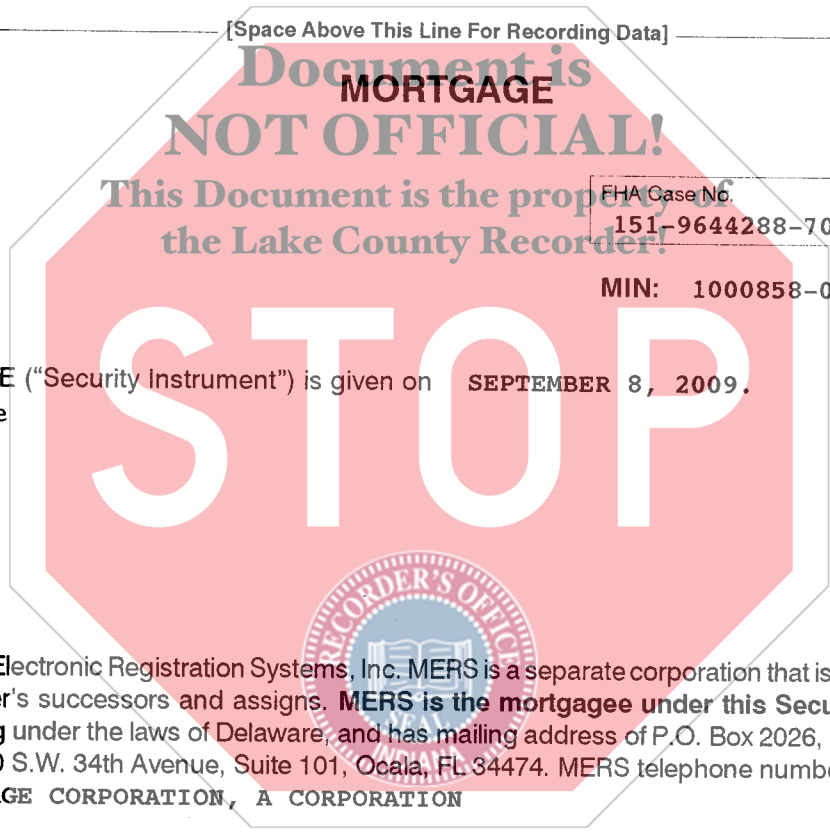 [Space Above This Line For Recording Data]
Document is
MORTGAGE
NOT OFFICIAL!
This Document is the property of
the Lake County Recorder!
FHA Case No.
151-9644288-70
MIN: 1000858-0
STOP
E (“Security Instrument”) is given on SEPTEMBER 8, 2009.
e
RECORDER'S OFFICE
SEAL
INDIANA
Electronic Registration Systems, Inc. MERS is a separate corporation that is
r's successors and assigns. MERS is the mortgagee under this Secu
g under the laws of Delaware, and has mailing address of P.O. Box 2026,
0 S.W. 34th Avenue, Suite 101, Ocala, FL 34474. MERS telephone numbe
GE CORPORATION, A CORPORATION